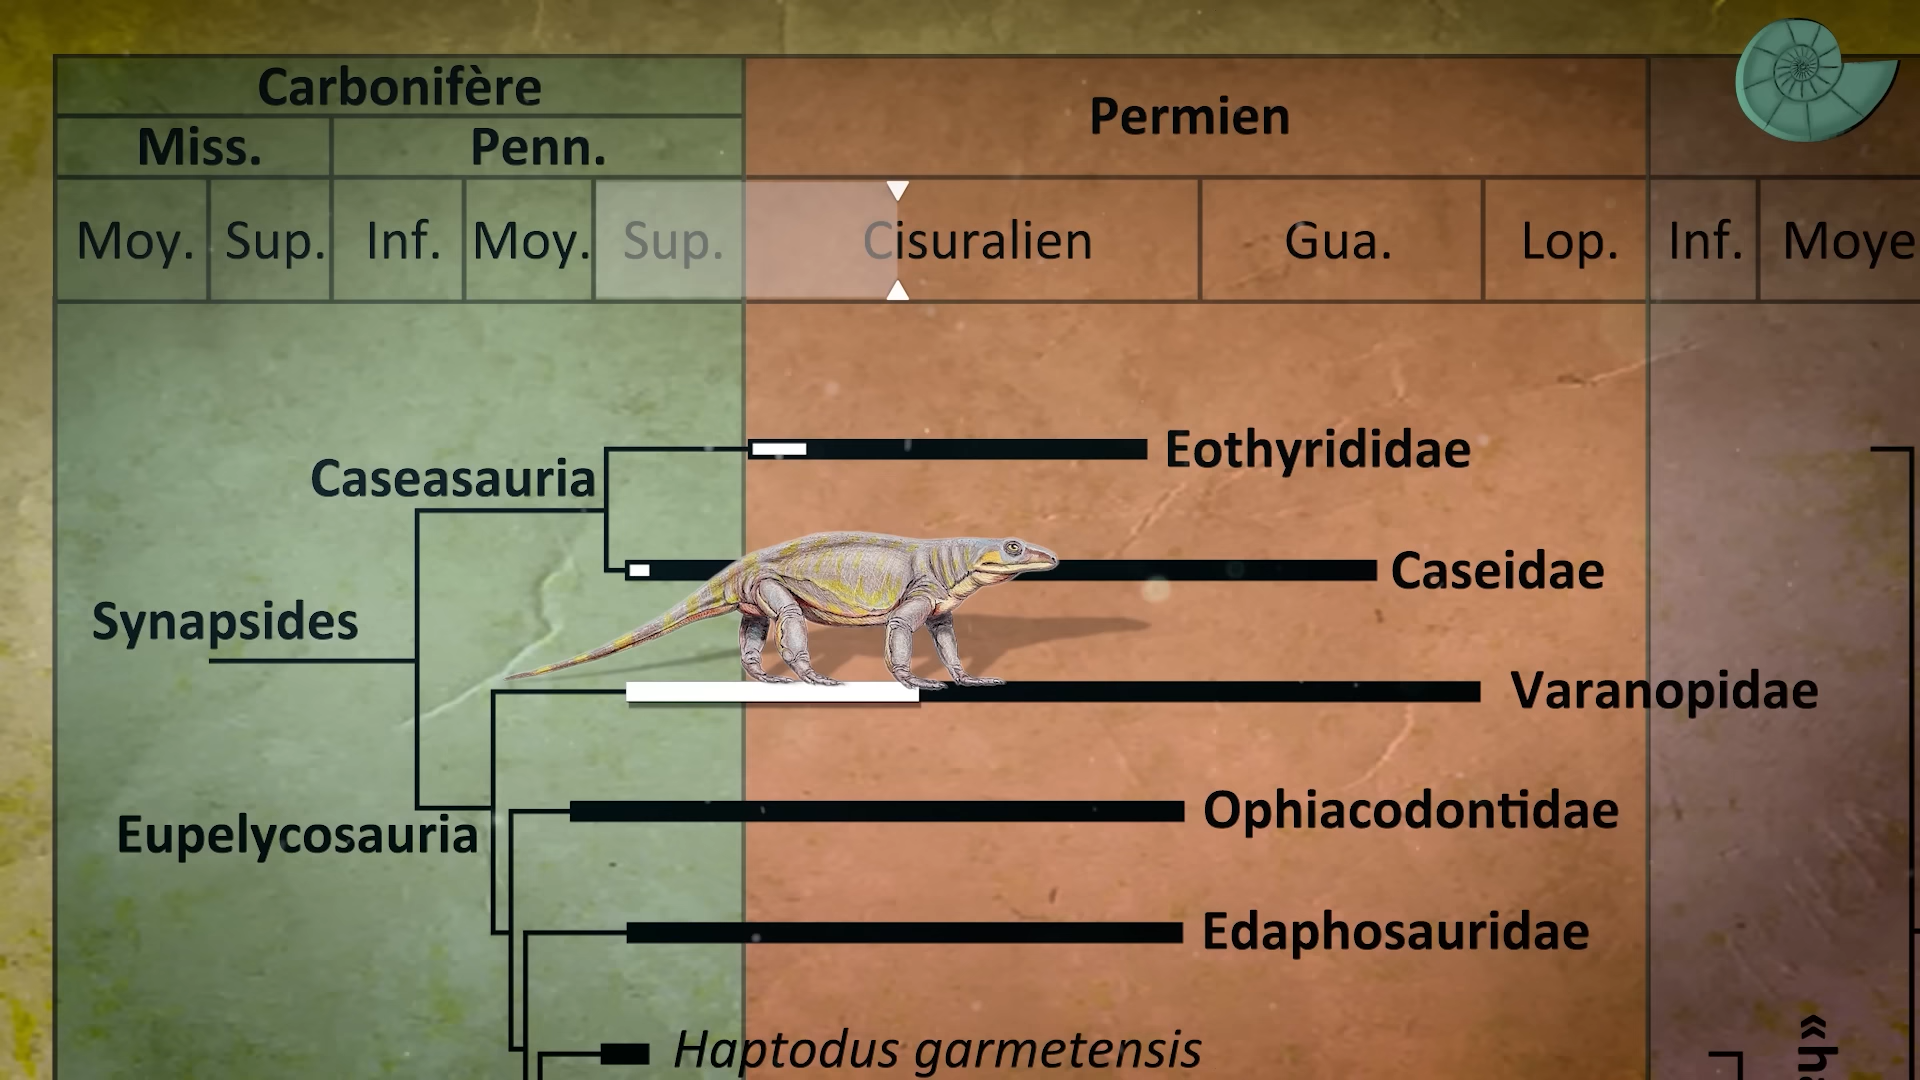 Carbonifère
Permien
Miss.
Penn.
Moy.
Sup.
Inf.
Moy.
Sup.
Cisuralien
Gua.
Lop.
Inf.
Moye
Eothyrididae
Caseasauria
Caseidae
Synapsides
Varanopidae
Ophiacodontidae
Eupelycosauria
Edaphosauridae
Haptodus garmetensis